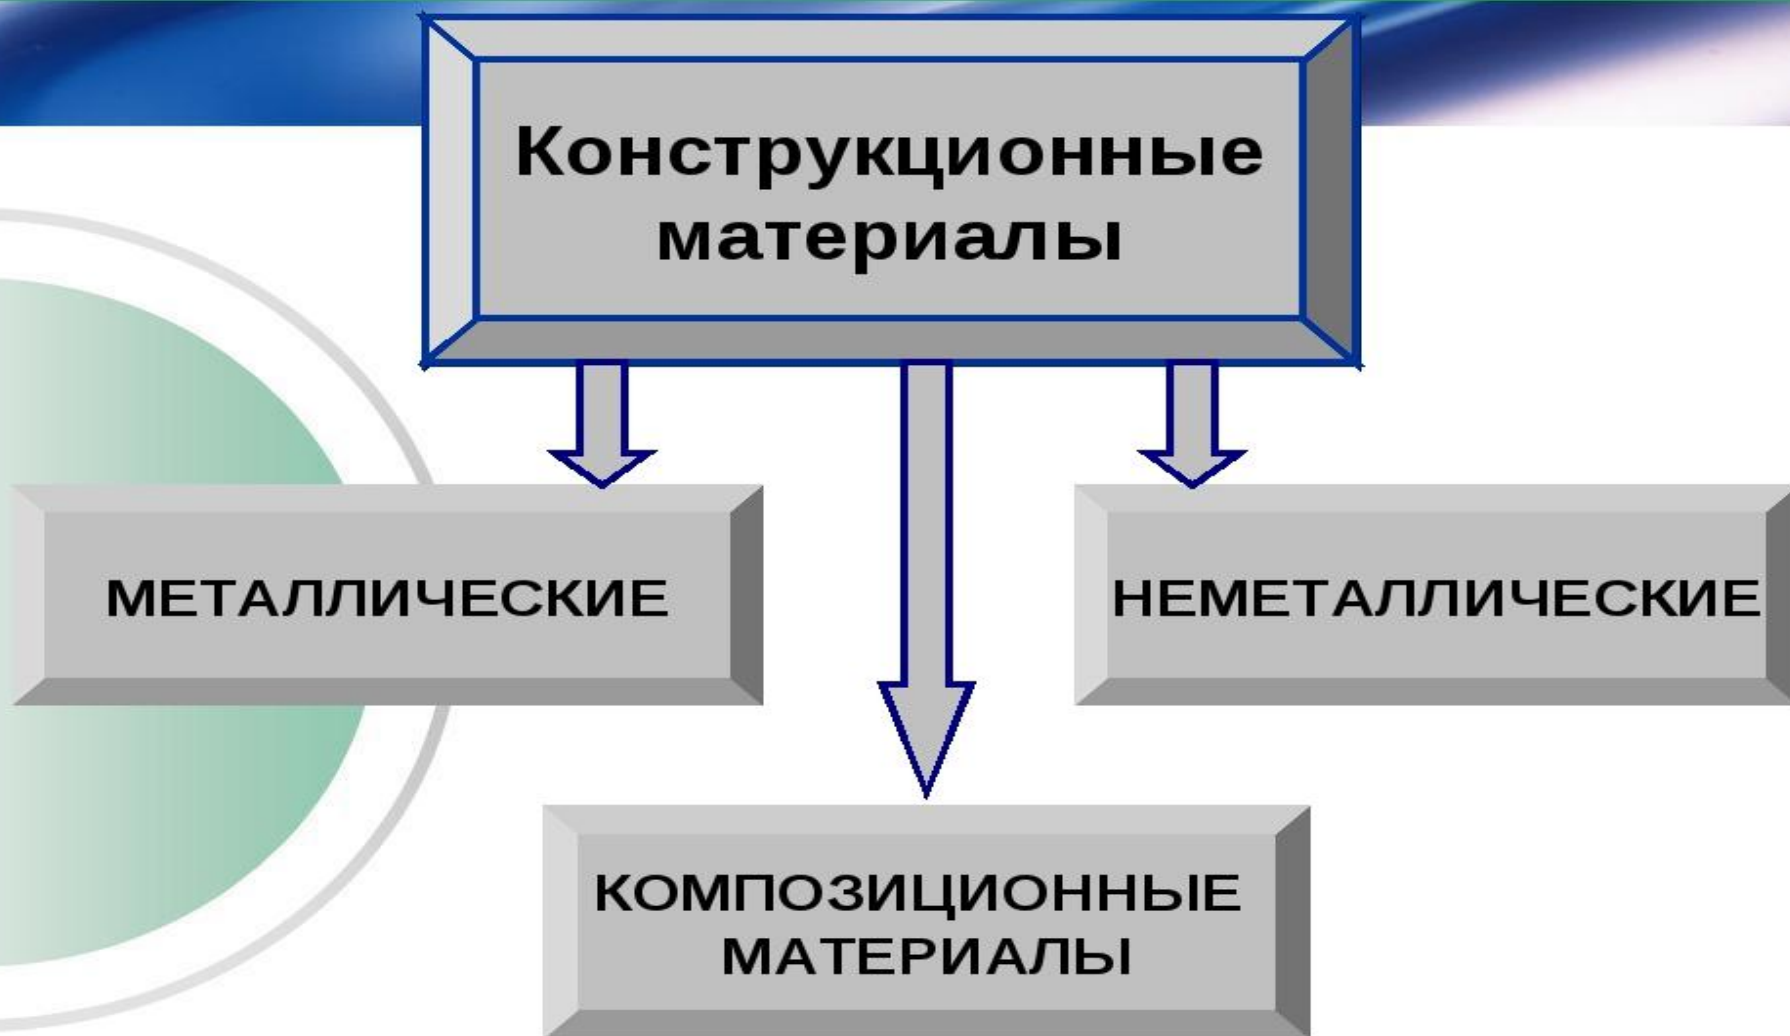 Конструкционные
материалы
МЕТАЛЛИЧЕСКИЕ
НЕМЕТАЛЛИЧЕСКИЕ
КОМПОЗИЦИОННЫЕ
МАТЕРИАЛЫ